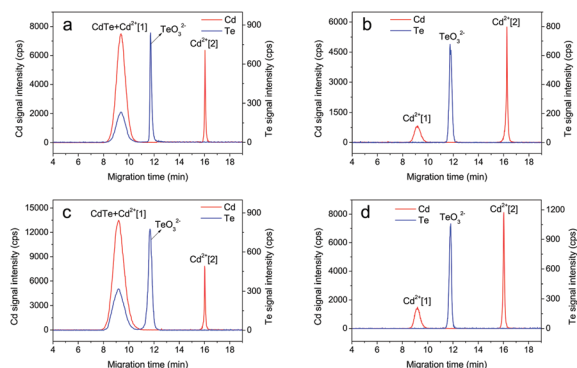 a
CdTe+Cd²⁺[1]
TeO₃²⁻
Cd²⁺[2]
Cd
Te
Cd signal intensity (cps)
Te signal intensity (cps)
8000
6000
4000
2000
0
900
600
300
0
4 6 8 10 12 14 16 18
Migration time (min)
b
Cd
Te
TeO₃²⁻
Cd²⁺[2]
Cd²⁺[1]
Cd signal intensity (cps)
Te signal intensity (cps)
6000
4500
3000
1500
0
800
600
400
200
0
4 6 8 10 12 14 16 18
Migration time (min)
c
CdTe+Cd²⁺[1]
TeO₃²⁻
Cd²⁺[2]
Cd
Te
Cd signal intensity (cps)
Te signal intensity (cps)
15000
12000
9000
6000
3000
0
900
600
300
0
4 6 8 10 12 14 16 18
Migration time (min)
d
Cd
Te
TeO₃²⁻
Cd²⁺[2]
Cd²⁺[1]
Cd signal intensity (cps)
Te signal intensity (cps)
8000
6000
4000
2000
0
1200
900
600
300
0
4 6 8 10 12 14 16 18
Migration time (min)